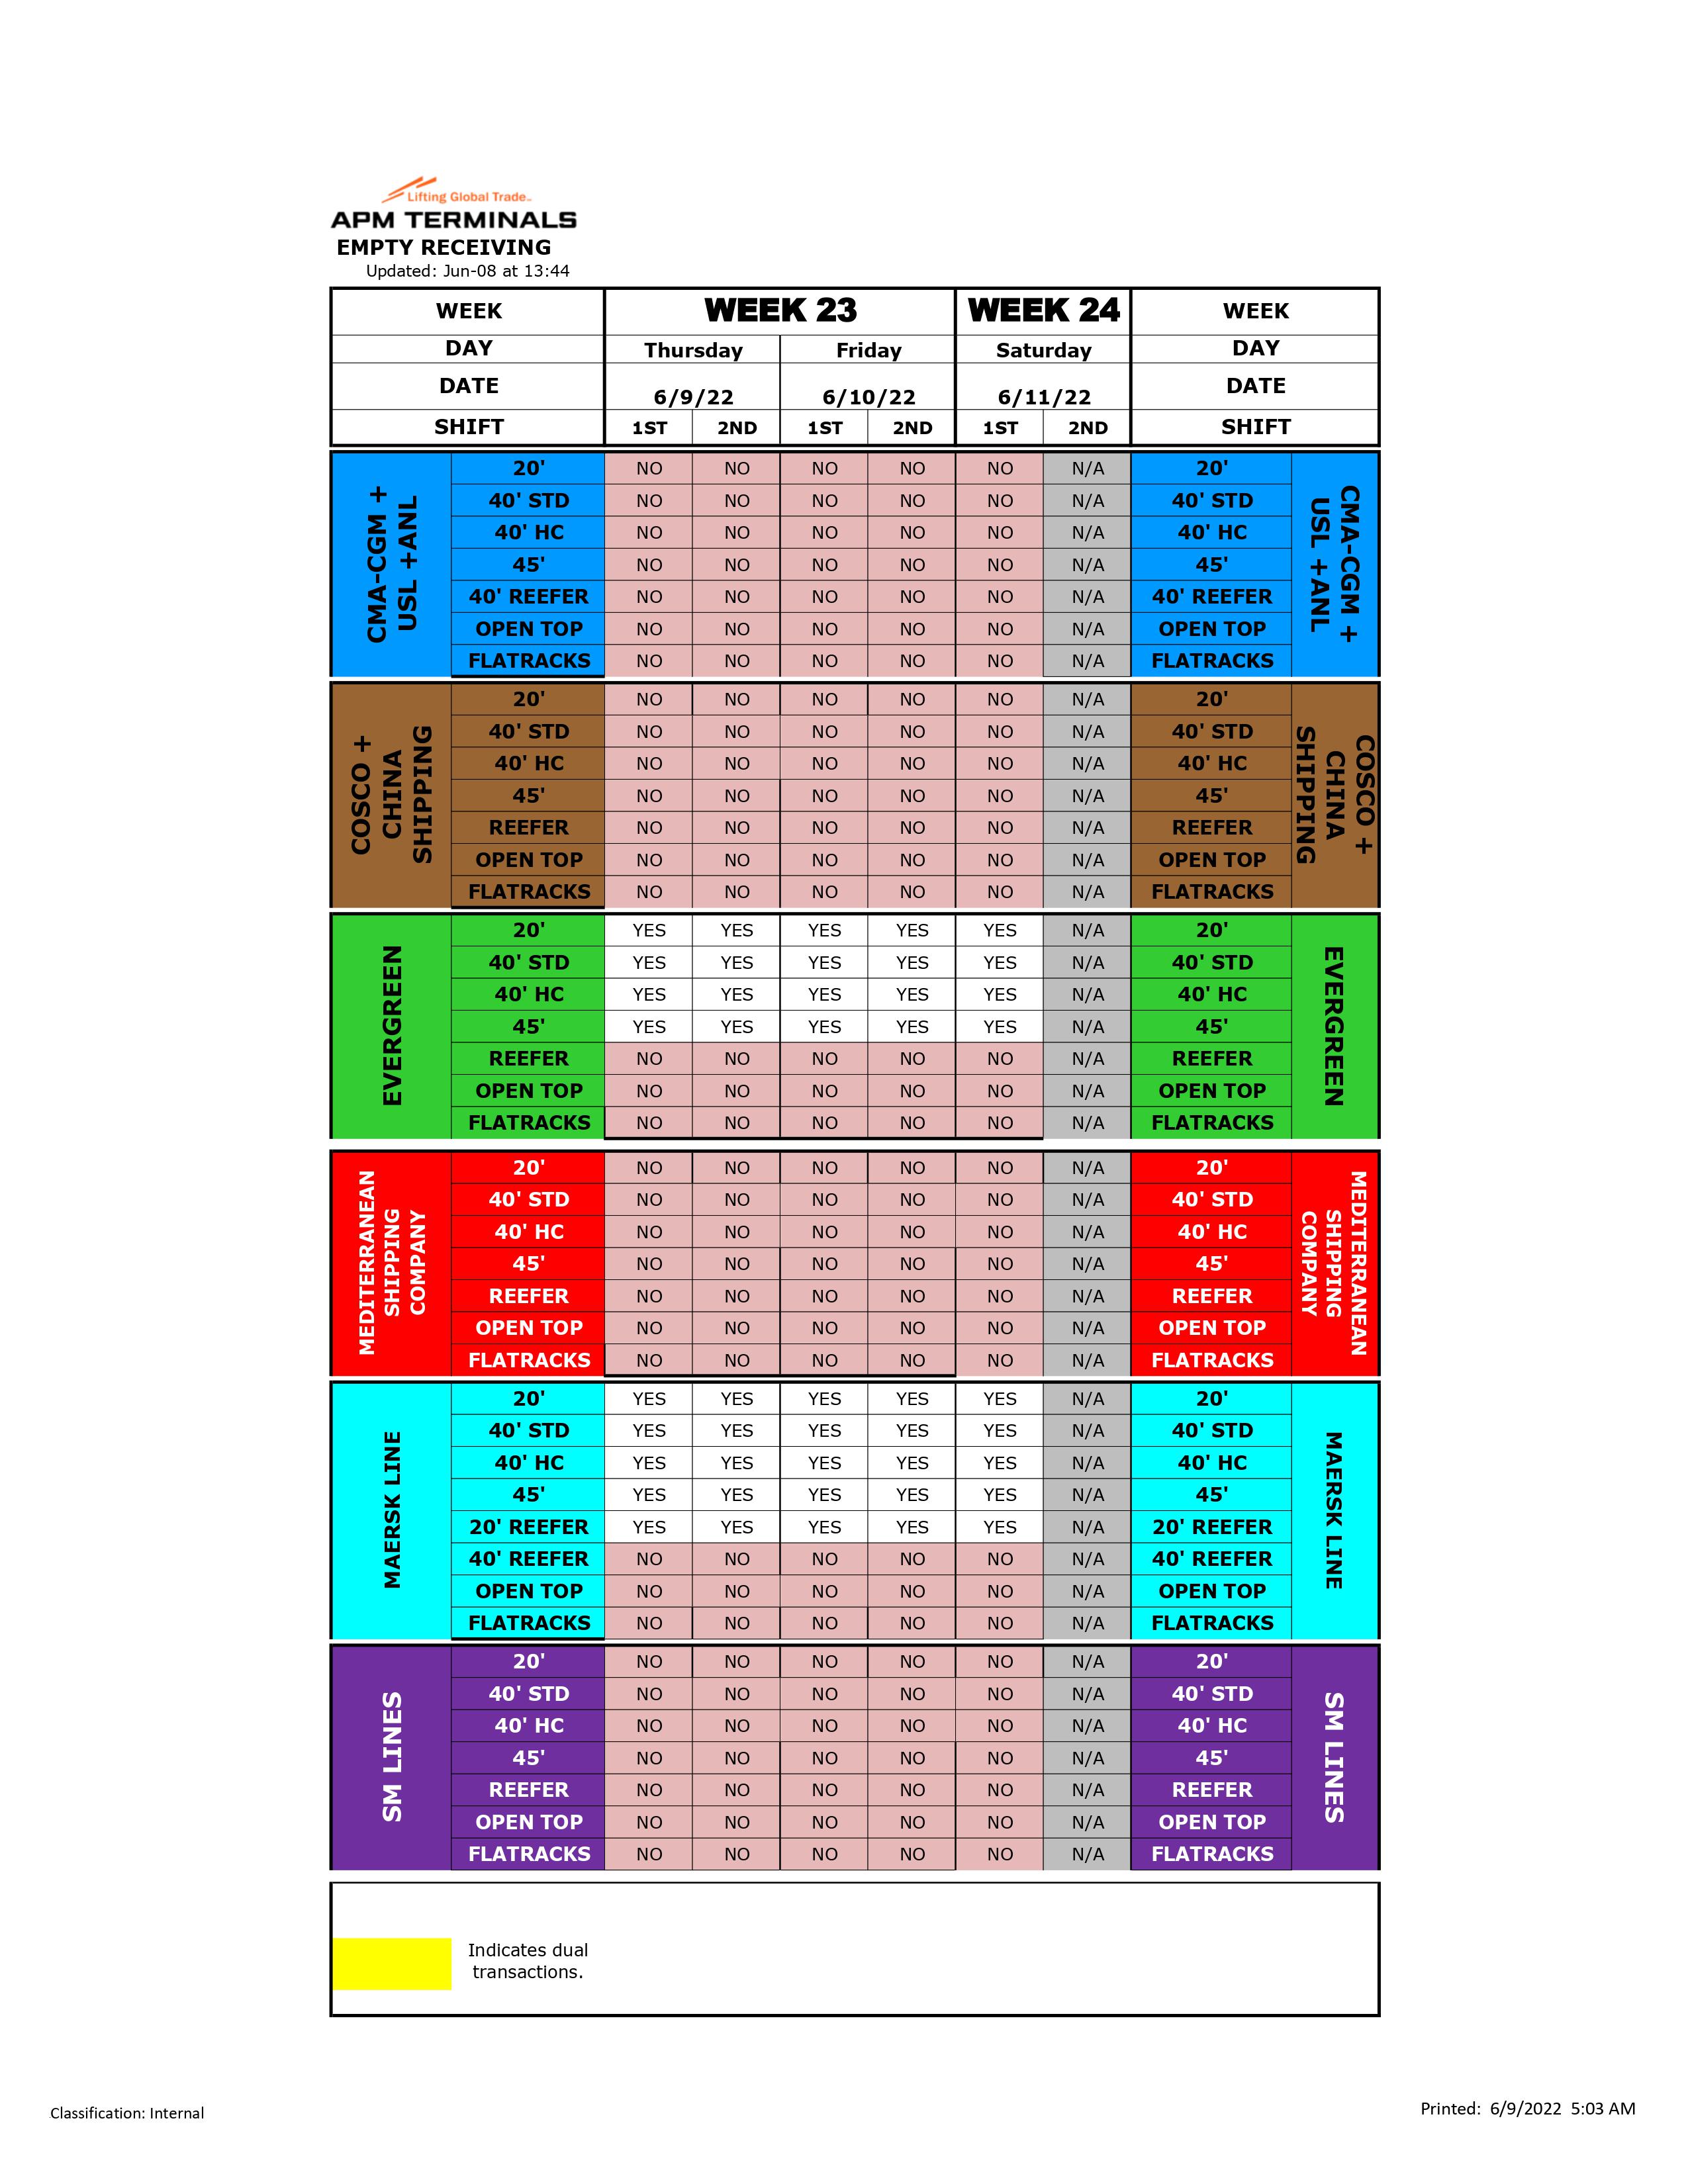 Lifting Global Trade™
APM TERMINALS
EMPTY RECEIVING
Updated: Jun-08 at 13:44
WEEK WEEK 23 WEEK 24 WEEK
DAY Thursday Friday Saturday DAY
DATE 6/9/22 6/10/22 6/11/22 DATE
SHIFT 1ST 2ND 1ST 2ND 1ST 2ND SHIFT
CMA-CGM +
USL +ANL
20' NO NO NO NO NO N/A 20'
40' STD NO NO NO NO NO N/A 40' STD
40' HC NO NO NO NO NO N/A 40' HC
45' NO NO NO NO NO N/A 45'
40' REEFER NO NO NO NO NO N/A 40' REEFER
OPEN TOP NO NO NO NO NO N/A OPEN TOP
FLATRACKS NO NO NO NO NO N/A FLATRACKS
CMA-CGM +
USL +ANL
COSCO +
CHINA
SHIPPING
20' NO NO NO NO NO N/A 20'
40' STD NO NO NO NO NO N/A 40' STD
40' HC NO NO NO NO NO N/A 40' HC
45' NO NO NO NO NO N/A 45'
REEFER NO NO NO NO NO N/A REEFER
OPEN TOP NO NO NO NO NO N/A OPEN TOP
FLATRACKS NO NO NO NO NO N/A FLATRACKS
COSCO +
CHINA
SHIPPING
EVERGREEN
20' YES YES YES YES YES N/A 20'
40' STD YES YES YES YES YES N/A 40' STD
40' HC YES YES YES YES YES N/A 40' HC
45' YES YES YES YES YES N/A 45'
REEFER NO NO NO NO NO N/A REEFER
OPEN TOP NO NO NO NO NO N/A OPEN TOP
FLATRACKS NO NO NO NO NO N/A FLATRACKS
EVERGREEN
MEDITERRANEAN
SHIPPING
COMPANY
20' NO NO NO NO NO N/A 20'
40' STD NO NO NO NO NO N/A 40' STD
40' HC NO NO NO NO NO N/A 40' HC
45' NO NO NO NO NO N/A 45'
REEFER NO NO NO NO NO N/A REEFER
OPEN TOP NO NO NO NO NO N/A OPEN TOP
FLATRACKS NO NO NO NO NO N/A FLATRACKS
MEDITERRANEAN
SHIPPING
COMPANY
MAERSK LINE
20' YES YES YES YES YES N/A 20'
40' STD YES YES YES YES YES N/A 40' STD
40' HC YES YES YES YES YES N/A 40' HC
45' YES YES YES YES YES N/A 45'
20' REEFER YES YES YES YES YES N/A 20' REEFER
40' REEFER NO NO NO NO NO N/A 40' REEFER
OPEN TOP NO NO NO NO NO N/A OPEN TOP
FLATRACKS NO NO NO NO NO N/A FLATRACKS
MAERSK LINE
SM LINES
20' NO NO NO NO NO N/A 20'
40' STD NO NO NO NO NO N/A 40' STD
40' HC NO NO NO NO NO N/A 40' HC
45' NO NO NO NO NO N/A 45'
REEFER NO NO NO NO NO N/A REEFER
OPEN TOP NO NO NO NO NO N/A OPEN TOP
FLATRACKS NO NO NO NO NO N/A FLATRACKS
SM LINES
Indicates dual
transactions.
Classification: Internal
Printed: 6/9/2022 5:03 AM